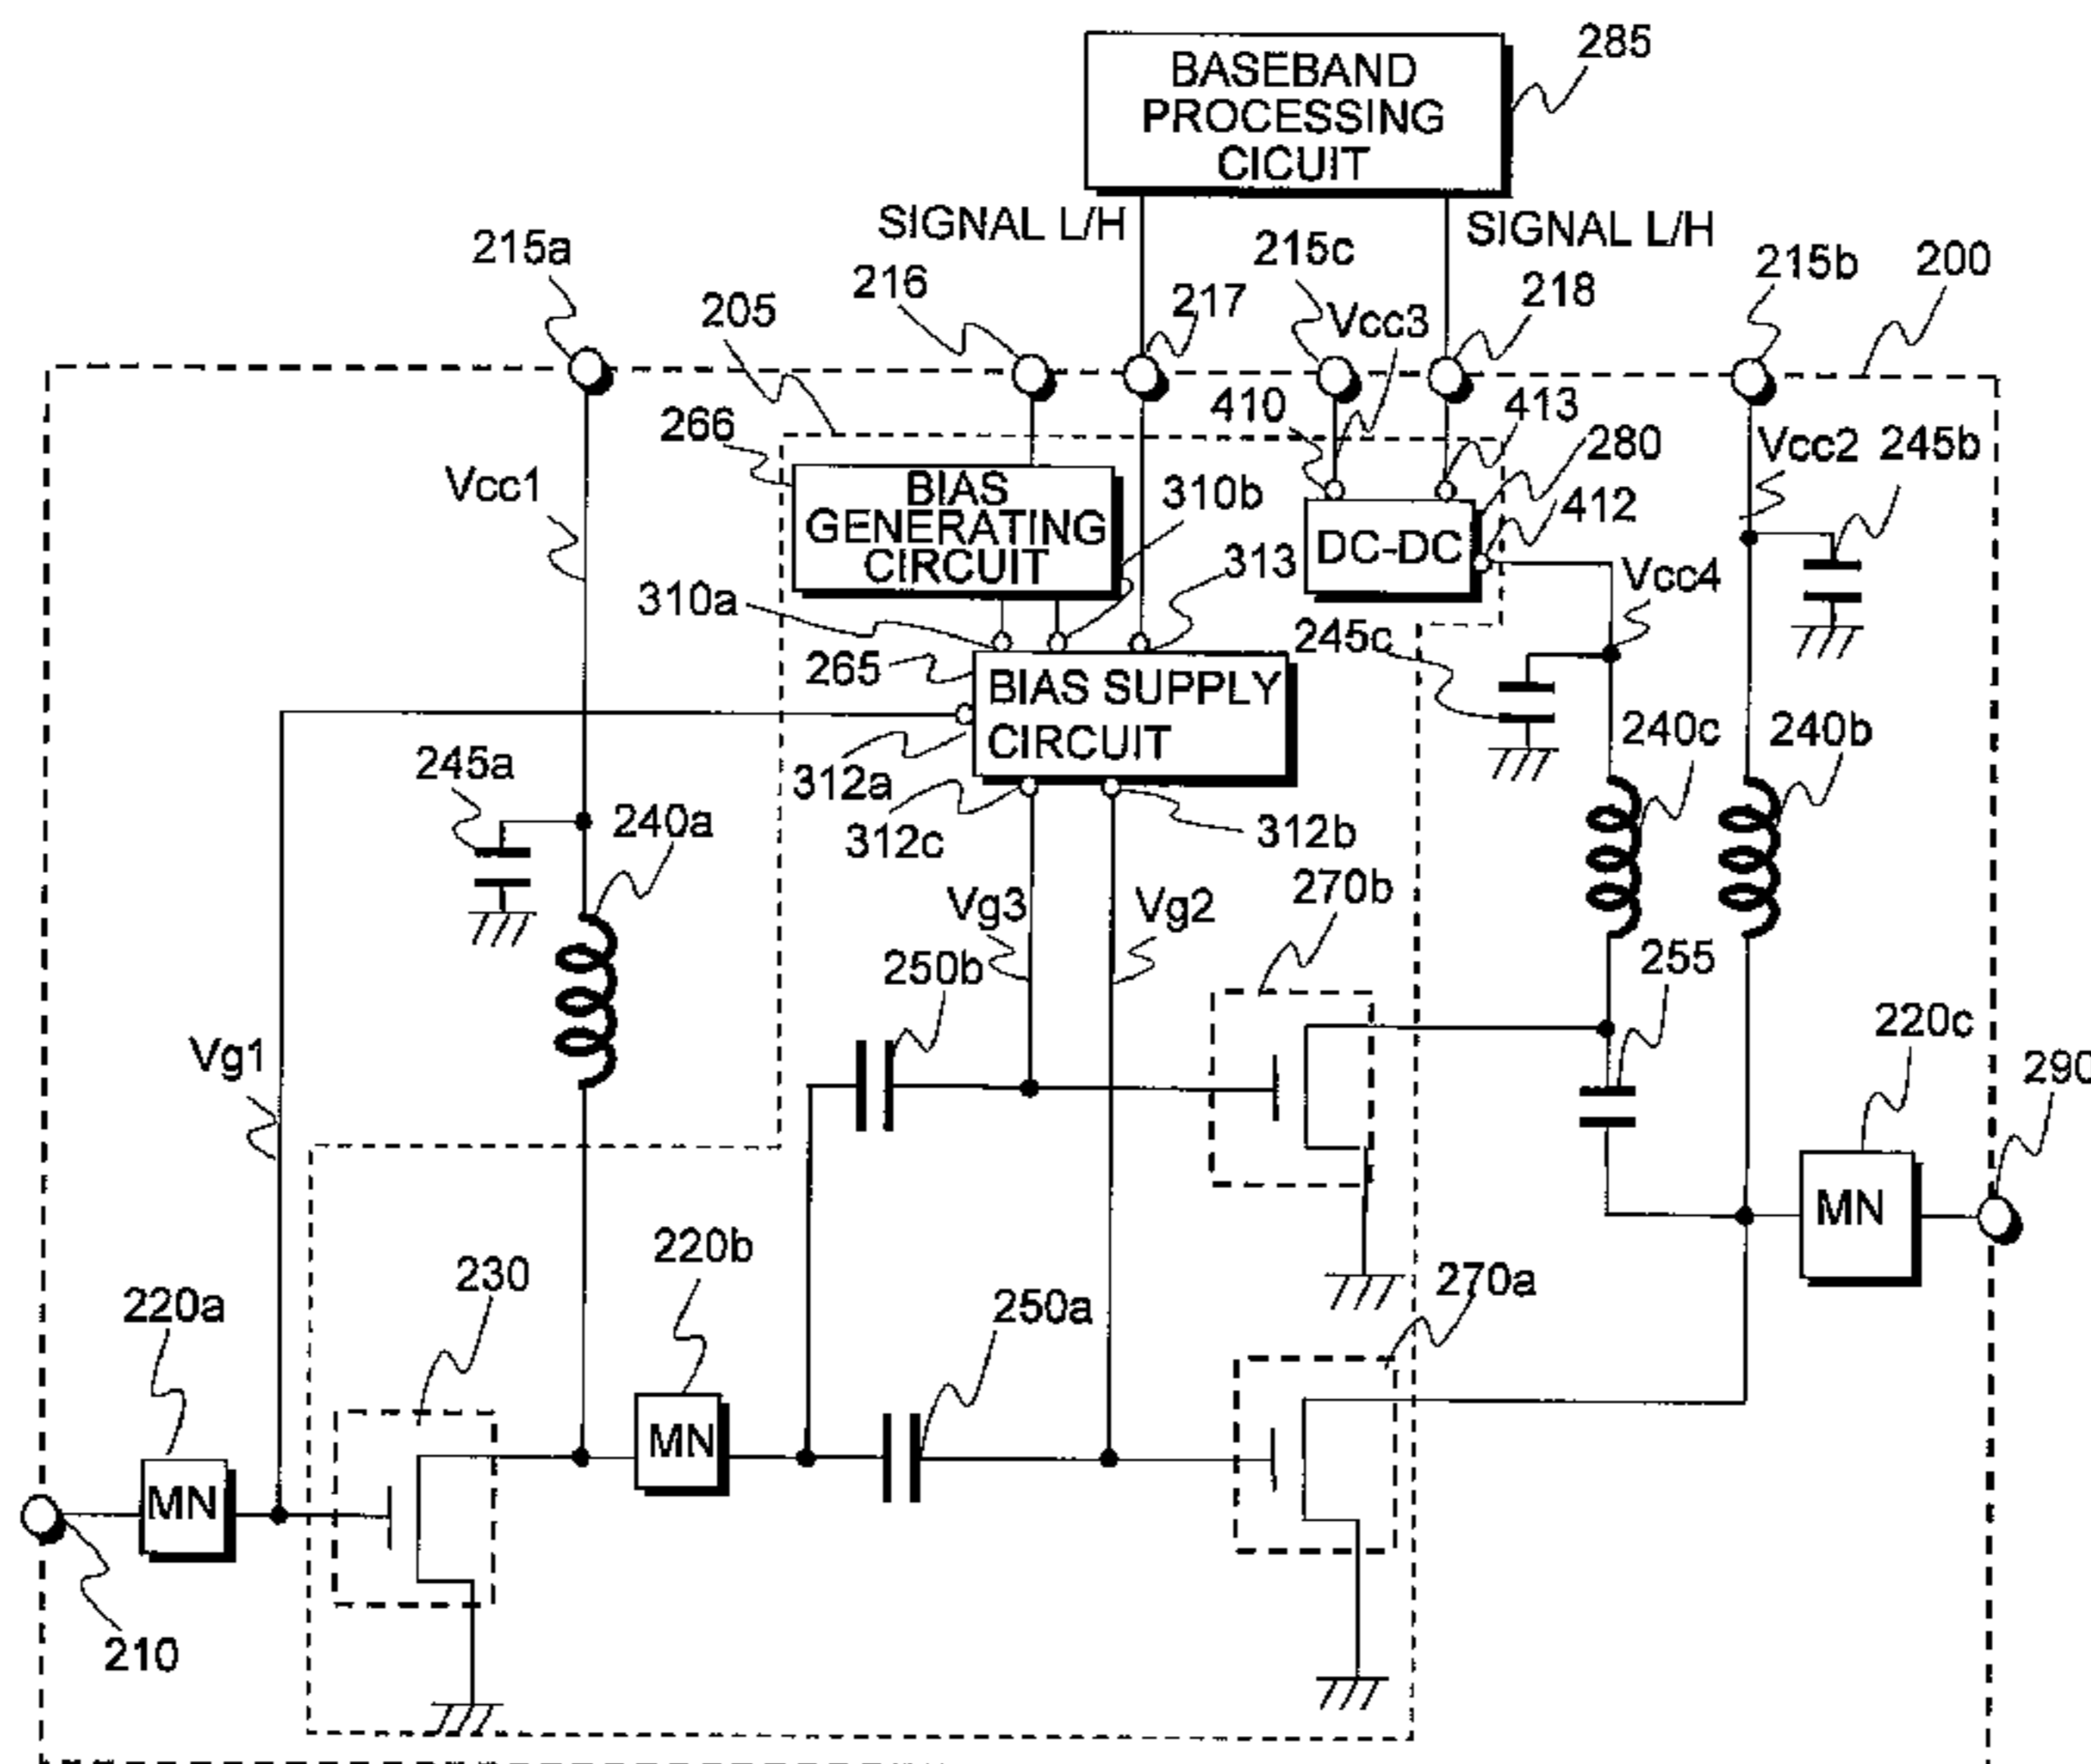 285
BASEBAND
PROCESSING
CICUIT
SIGNAL L/H
SIGNAL L/H
215a
216
205
217
215c
Vcc3
218
215b
200
266
410
413
280
412
Vcc1
Vcc2
245b
BIAS
GENERATING
CIRCUIT
310b
313
DC-DC
Vcc4
310a
265
BIAS SUPPLY
CIRCUIT
245c
240c
240b
245a
240a
312a
312c
312b
270b
Vg3
Vg2
250b
255
220c
Vg1
290
MN
220b
230
250a
270a
220a
MN
MN
210